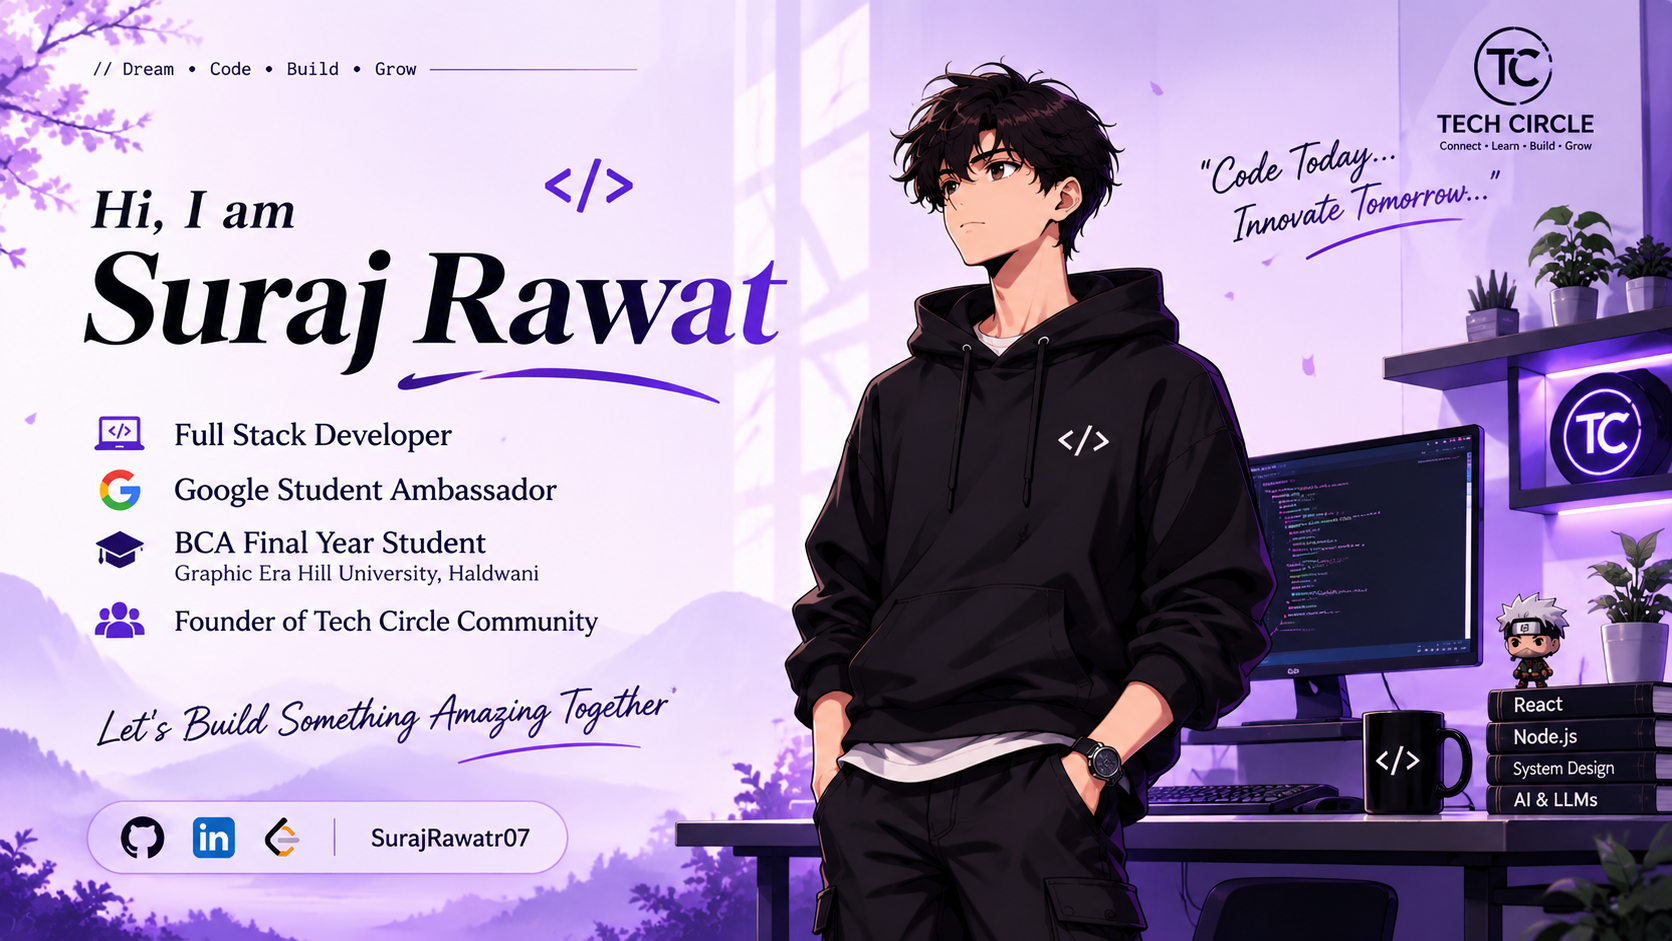 // Dream • Code • Build • Grow
TC
TECH CIRCLE
Connect • Learn • Build • Grow
"Code Today...
Innovate Tomorrow..."
</>
Hi, I am
Suraj Rawat
</>
Full Stack Developer
G
Google Student Ambassador
BCA Final Year Student
Graphic Era Hill University, Haldwani
Founder of Tech Circle Community
Let's Build Something Amazing Together
in
SurajRawatr07
</>
TC
</>
React
Node.js
System Design
AI & LLMs